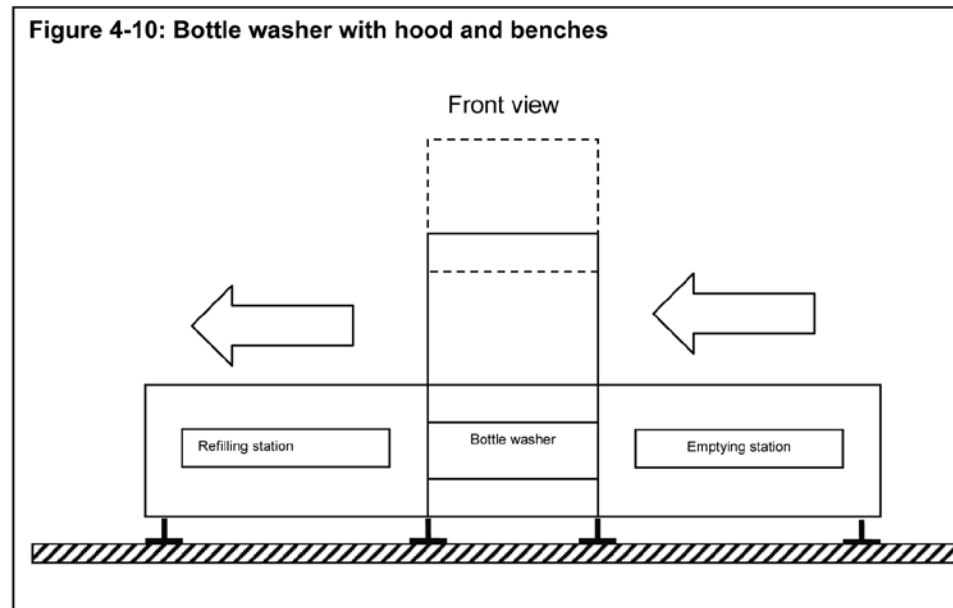 Figure 4-10: Bottle washer with hood and benches
Front view
Refilling station
Bottle washer
Emptying station